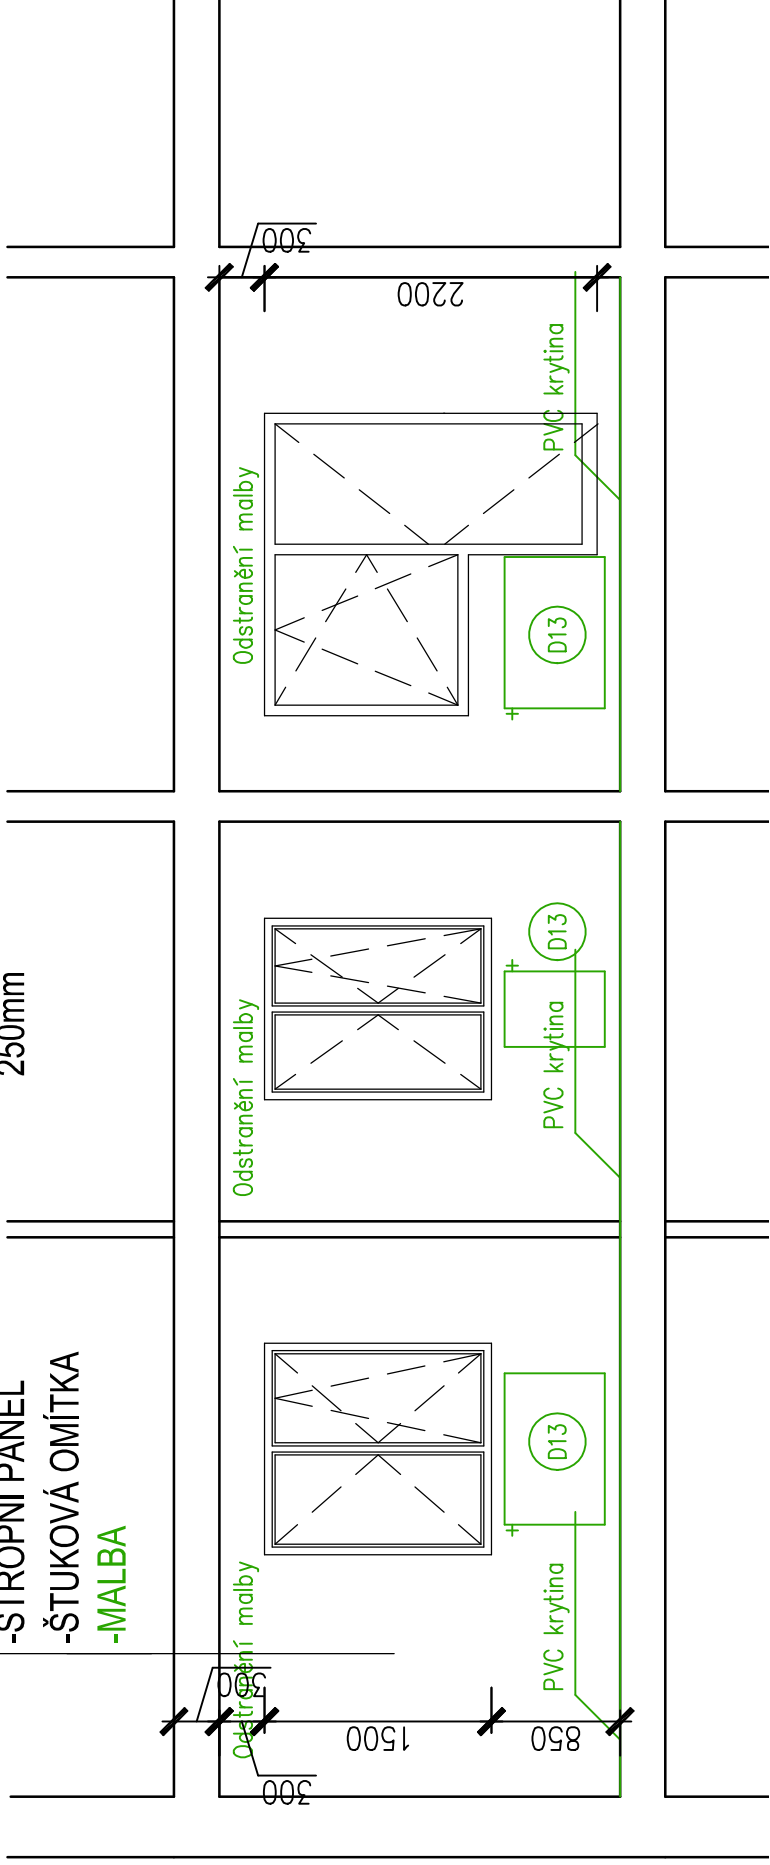 250mm
-STROPNÍ PANEL
-ŠTUKOVÁ OMÍTKA
-MALBA
Odstranění malby
Odstranění malby
Odstranění malby
PVC krytina
PVC krytina
PVC krytina
D13
D13
D13
300
300
1500
850
300
2200